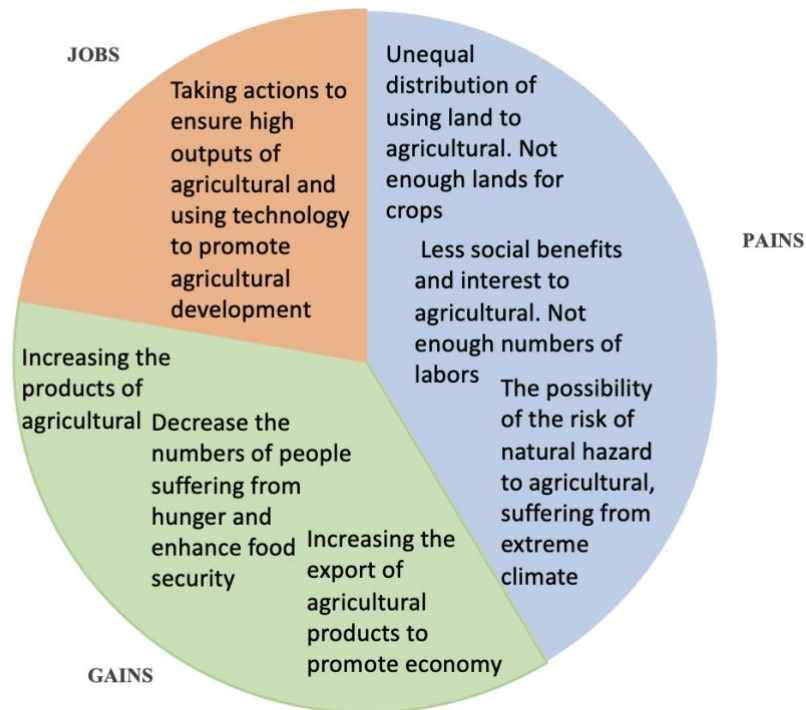 JOBS
Taking actions to
ensure high
outputs of
agricultural and
using technology
to promote
agricultural
development
Unequal
distribution of
using land to
agricultural. Not
enough lands for
crops
Less social benefits
and interest to
agricultural. Not
enough numbers of
labors
The possibility
of the risk of
natural hazard
to agricultural,
suffering from
extreme
climate
PAINS
Increasing the
products of
agricultural
Decrease the
numbers of people
suffering from
hunger and
enhance food
security
Increasing the
export of
agricultural
products to
promote economy
GAINS